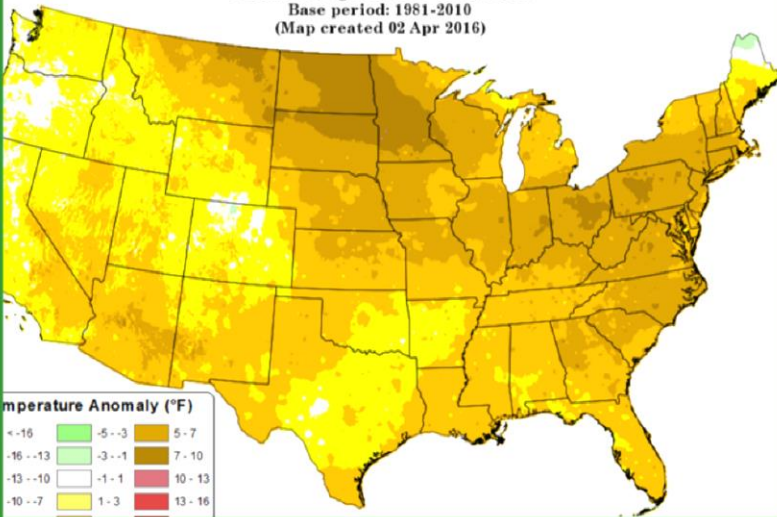 Base period: 1981-2010
(Map created 02 Apr 2016)
mperature Anomaly (°F)
< -16 -5 - -3 5 - 7
-16 - -13 -3 - -1 7 - 10
-13 - -10 -1 - 1 10 - 13
-10 - -7 1 - 3 13 - 16